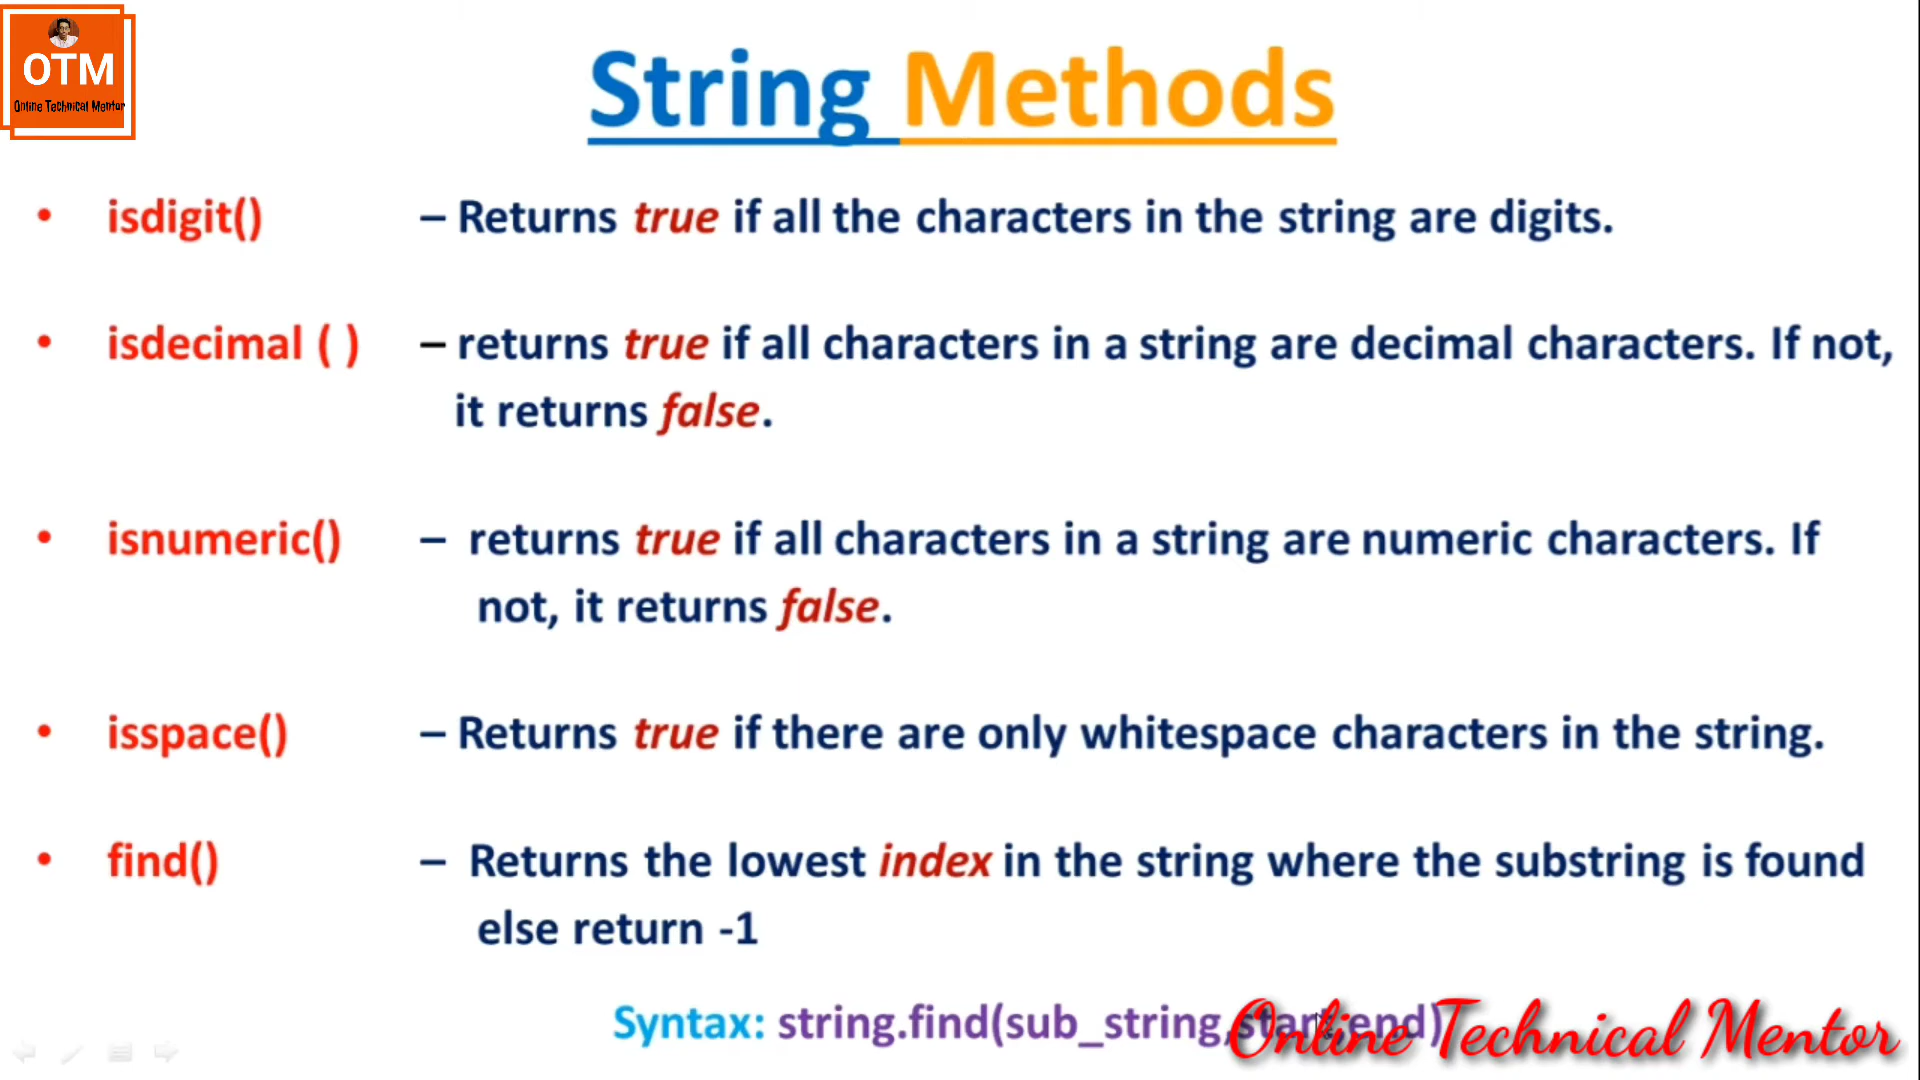 OTM
Online Technical Mentor
String Methods
• isdigit() – Returns true if all the characters in the string are digits.
• isdecimal ( ) – returns true if all characters in a string are decimal characters. If not,
it returns false.
• isnumeric() – returns true if all characters in a string are numeric characters. If
not, it returns false.
• isspace() – Returns true if there are only whitespace characters in the string.
• find() – Returns the lowest index in the string where the substring is found
else return -1
Syntax: string.find(sub_string,start,end)
Online Technical Mentor